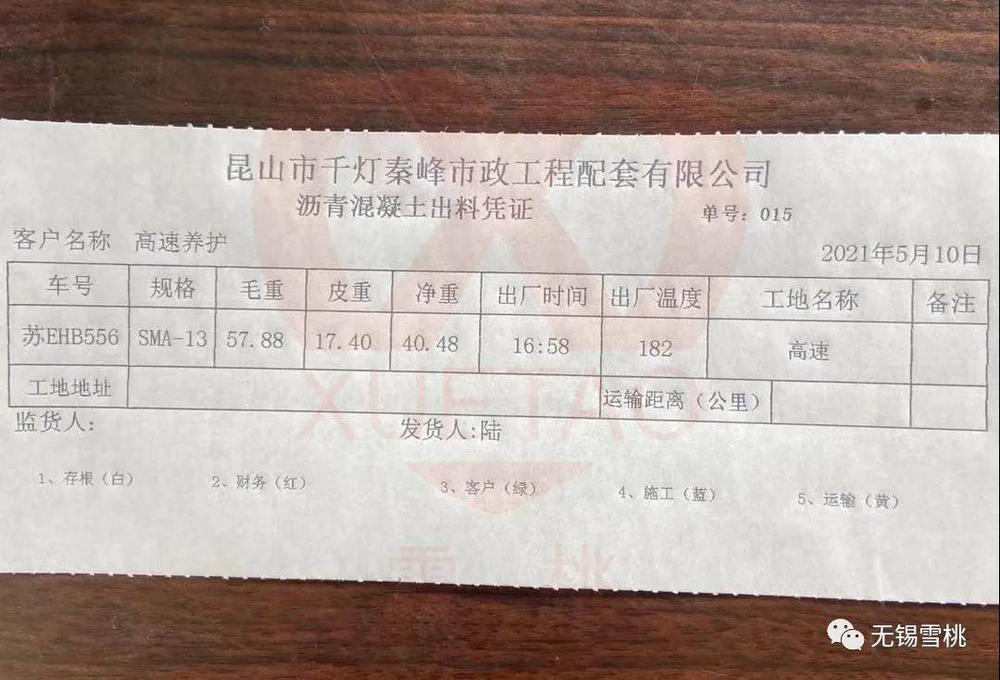 昆山市千灯秦峰市政工程配套有限公司
沥青混凝土出料凭证 单号：015
客户名称 高速养护 2021年5月10日
车号 规格 毛重 皮重 净重 出厂时间 出厂温度 工地名称 备注
苏EHB556 SMA-13 57.88 17.40 40.48 16:58 182 高速
工地地址 运输距离（公里）
监货人： 发货人:陆
1、存根（白） 2、财务（红） 3、客户（绿） 4、施工（蓝） 5、运输（黄）
XUETAO
雪桃
无锡雪桃